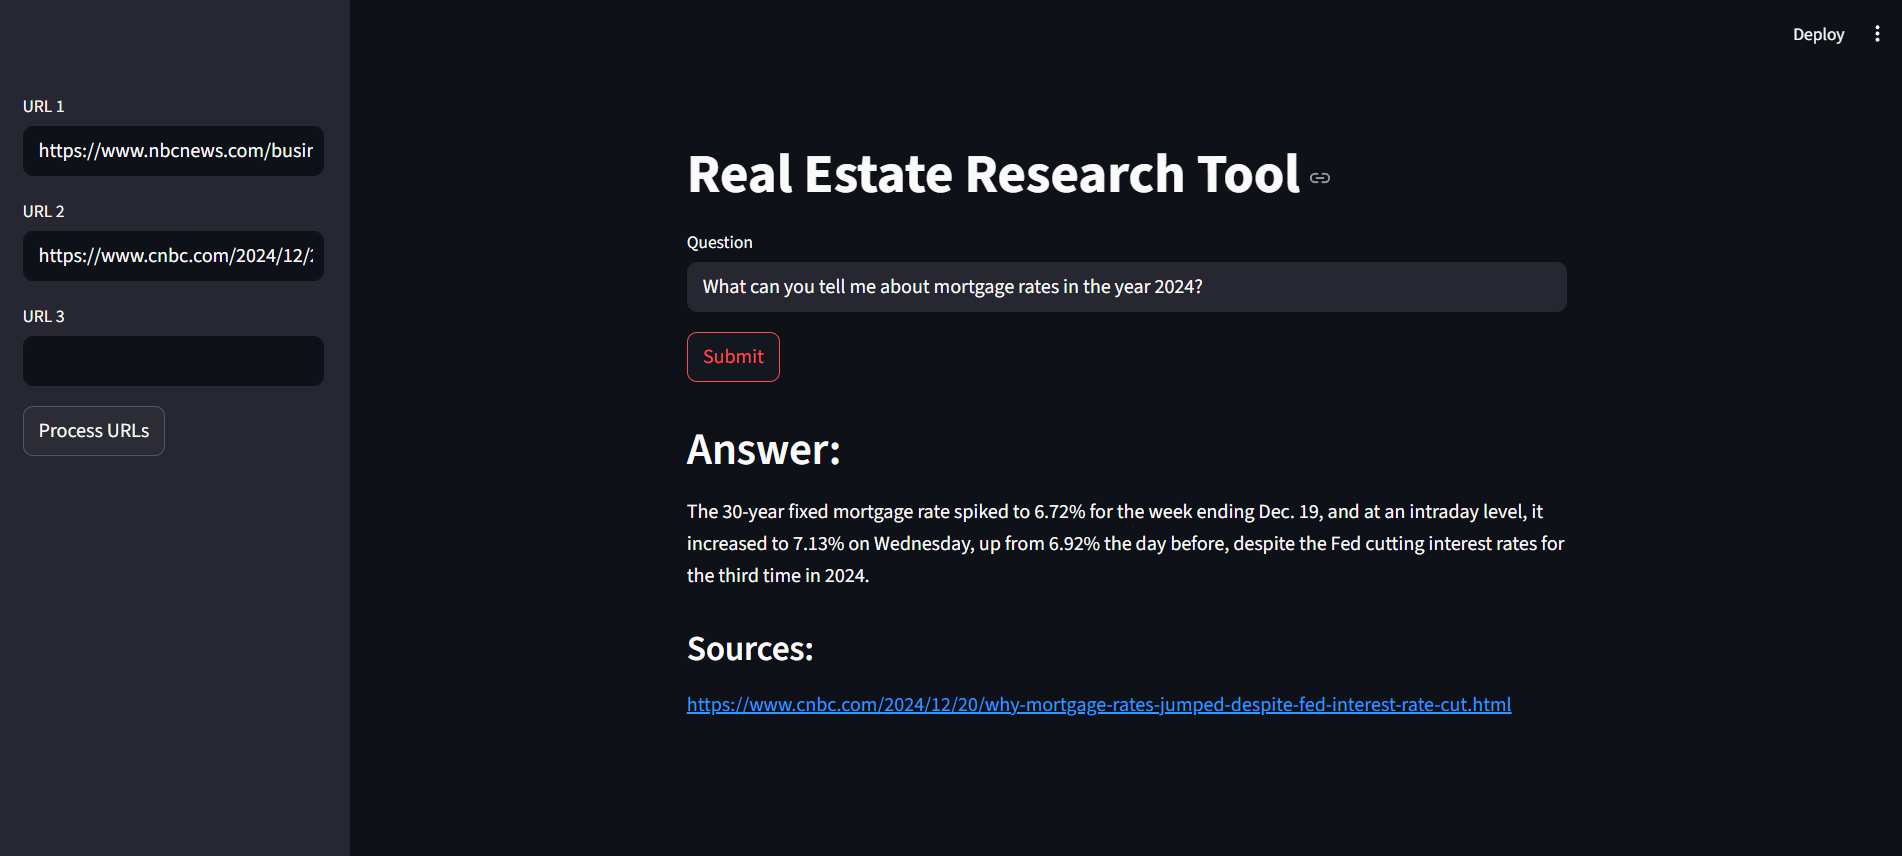 Deploy
URL 1
https://www.nbcnews.com/busin
URL 2
https://www.cnbc.com/2024/12/2
URL 3
Process URLs
Real Estate Research Tool
Question
What can you tell me about mortgage rates in the year 2024?
Submit
Answer:
The 30-year fixed mortgage rate spiked to 6.72% for the week ending Dec. 19, and at an intraday level, it
increased to 7.13% on Wednesday, up from 6.92% the day before, despite the Fed cutting interest rates for
the third time in 2024.
Sources:
https://www.cnbc.com/2024/12/20/why-mortgage-rates-jumped-despite-fed-interest-rate-cut.html